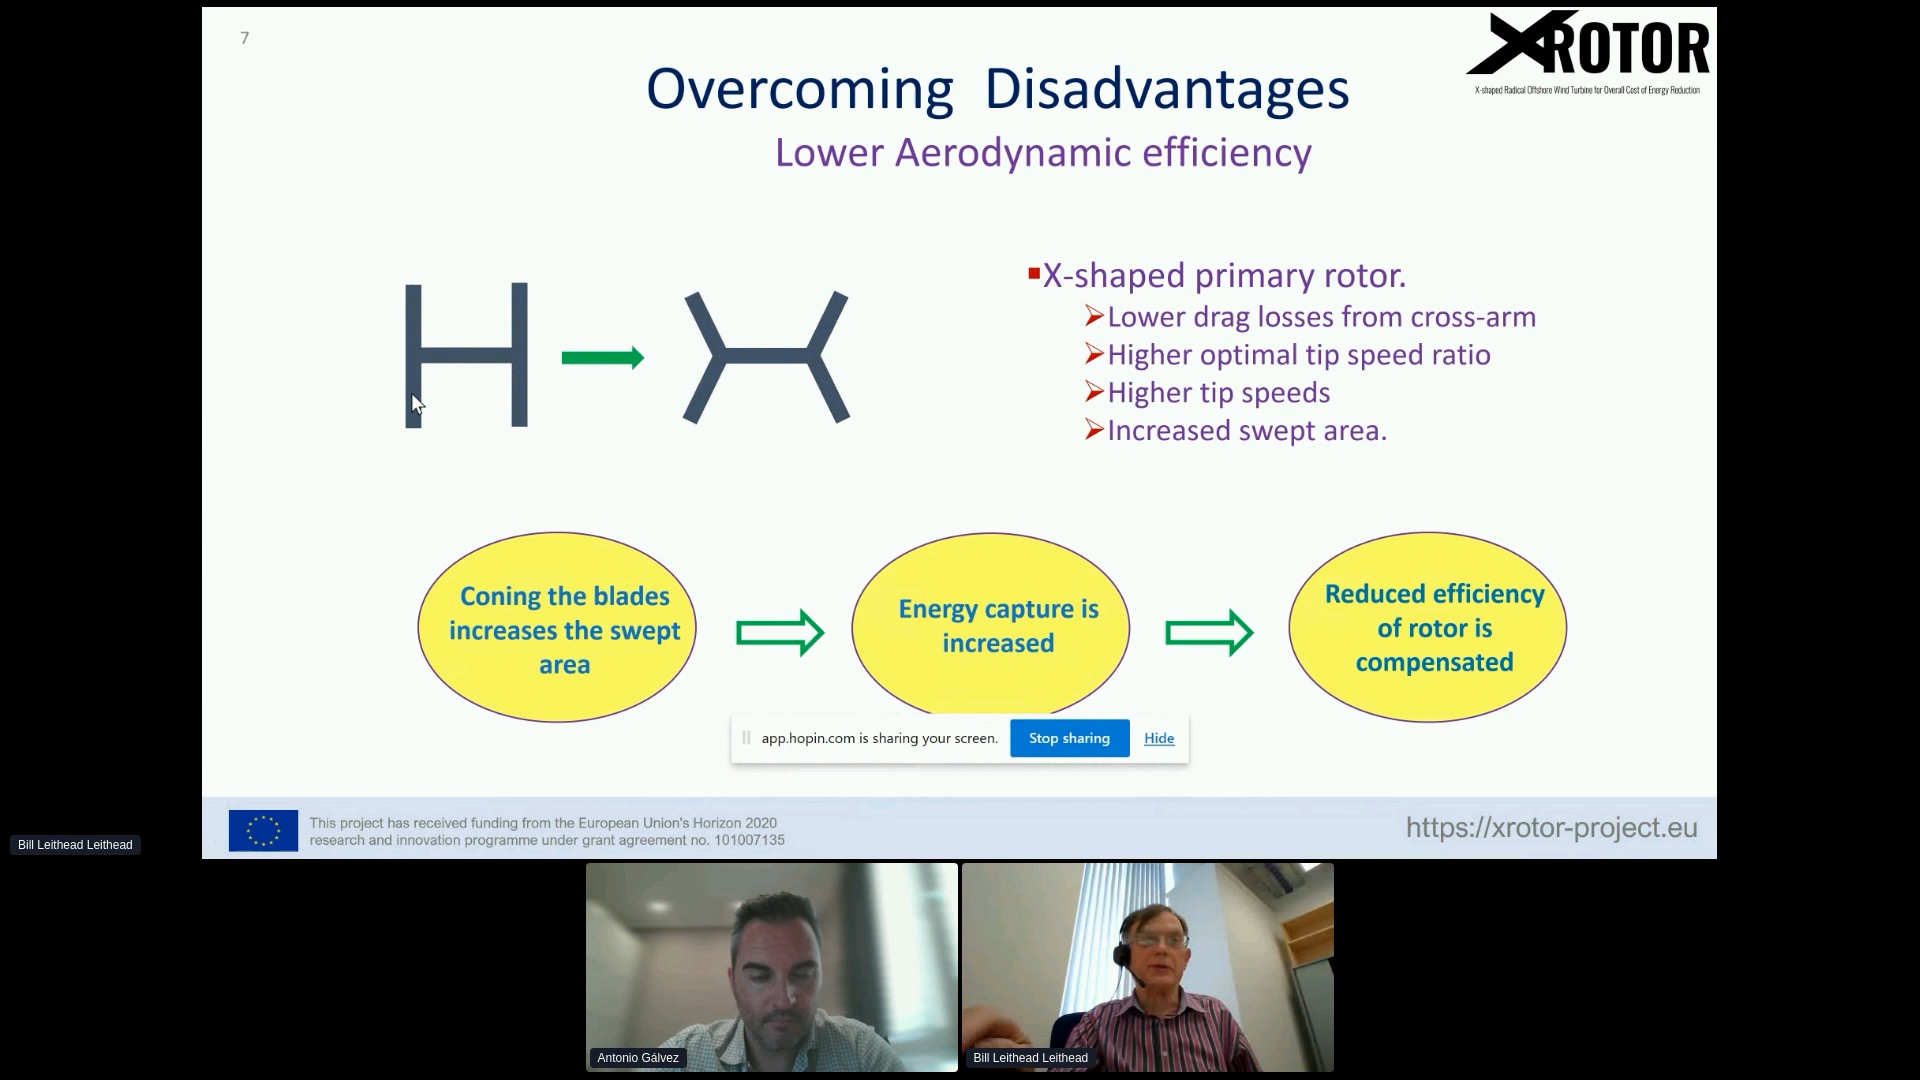 7
XROTOR
X-shaped Radical Offshore Wind Turbine for Overall Cost of Energy Reduction
Overcoming Disadvantages
Lower Aerodynamic efficiency
X-shaped primary rotor.
Lower drag losses from cross-arm
Higher optimal tip speed ratio
Higher tip speeds
Increased swept area.
Coning the blades
increases the swept
area
Energy capture is
increased
Reduced efficiency
of rotor is
compensated
app.hopin.com is sharing your screen.
Stop sharing
Hide
This project has received funding from the European Union's Horizon 2020
research and innovation programme under grant agreement no. 101007135
https://xrotor-project.eu
Bill Leithead Leithead
Antonio Gálvez
Bill Leithead Leithead